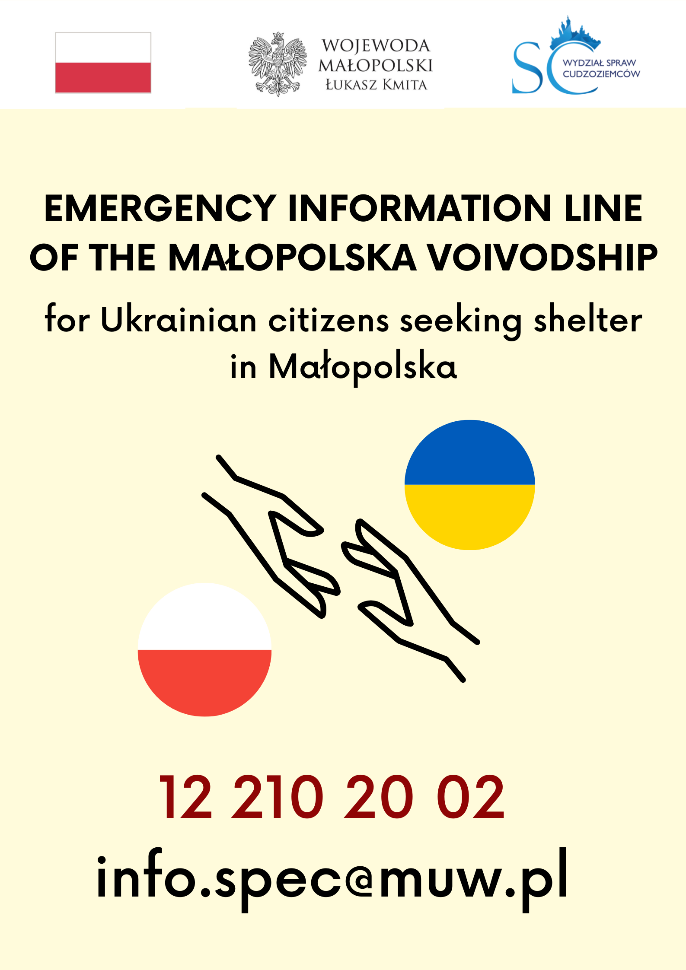 WOJEWODA
MAŁOPOLSKI
ŁUKASZ KMITA
SC
WYDZIAŁ SPRAW
CUDZOZIEMCÓW
EMERGENCY INFORMATION LINE
OF THE MAŁOPOLSKA VOIVODSHIP
for Ukrainian citizens seeking shelter
in Małopolska
12 210 20 02
info.spec@muw.pl